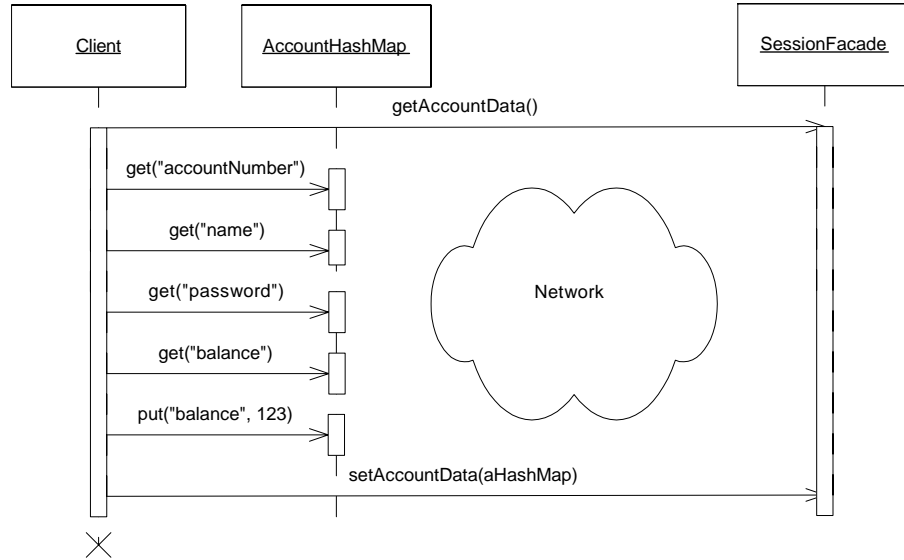 Client
AccountHashMap
SessionFacade
getAccountData()
get("accountNumber")
get("name")
get("password")
Network
get("balance")
put("balance", 123)
setAccountData(aHashMap)